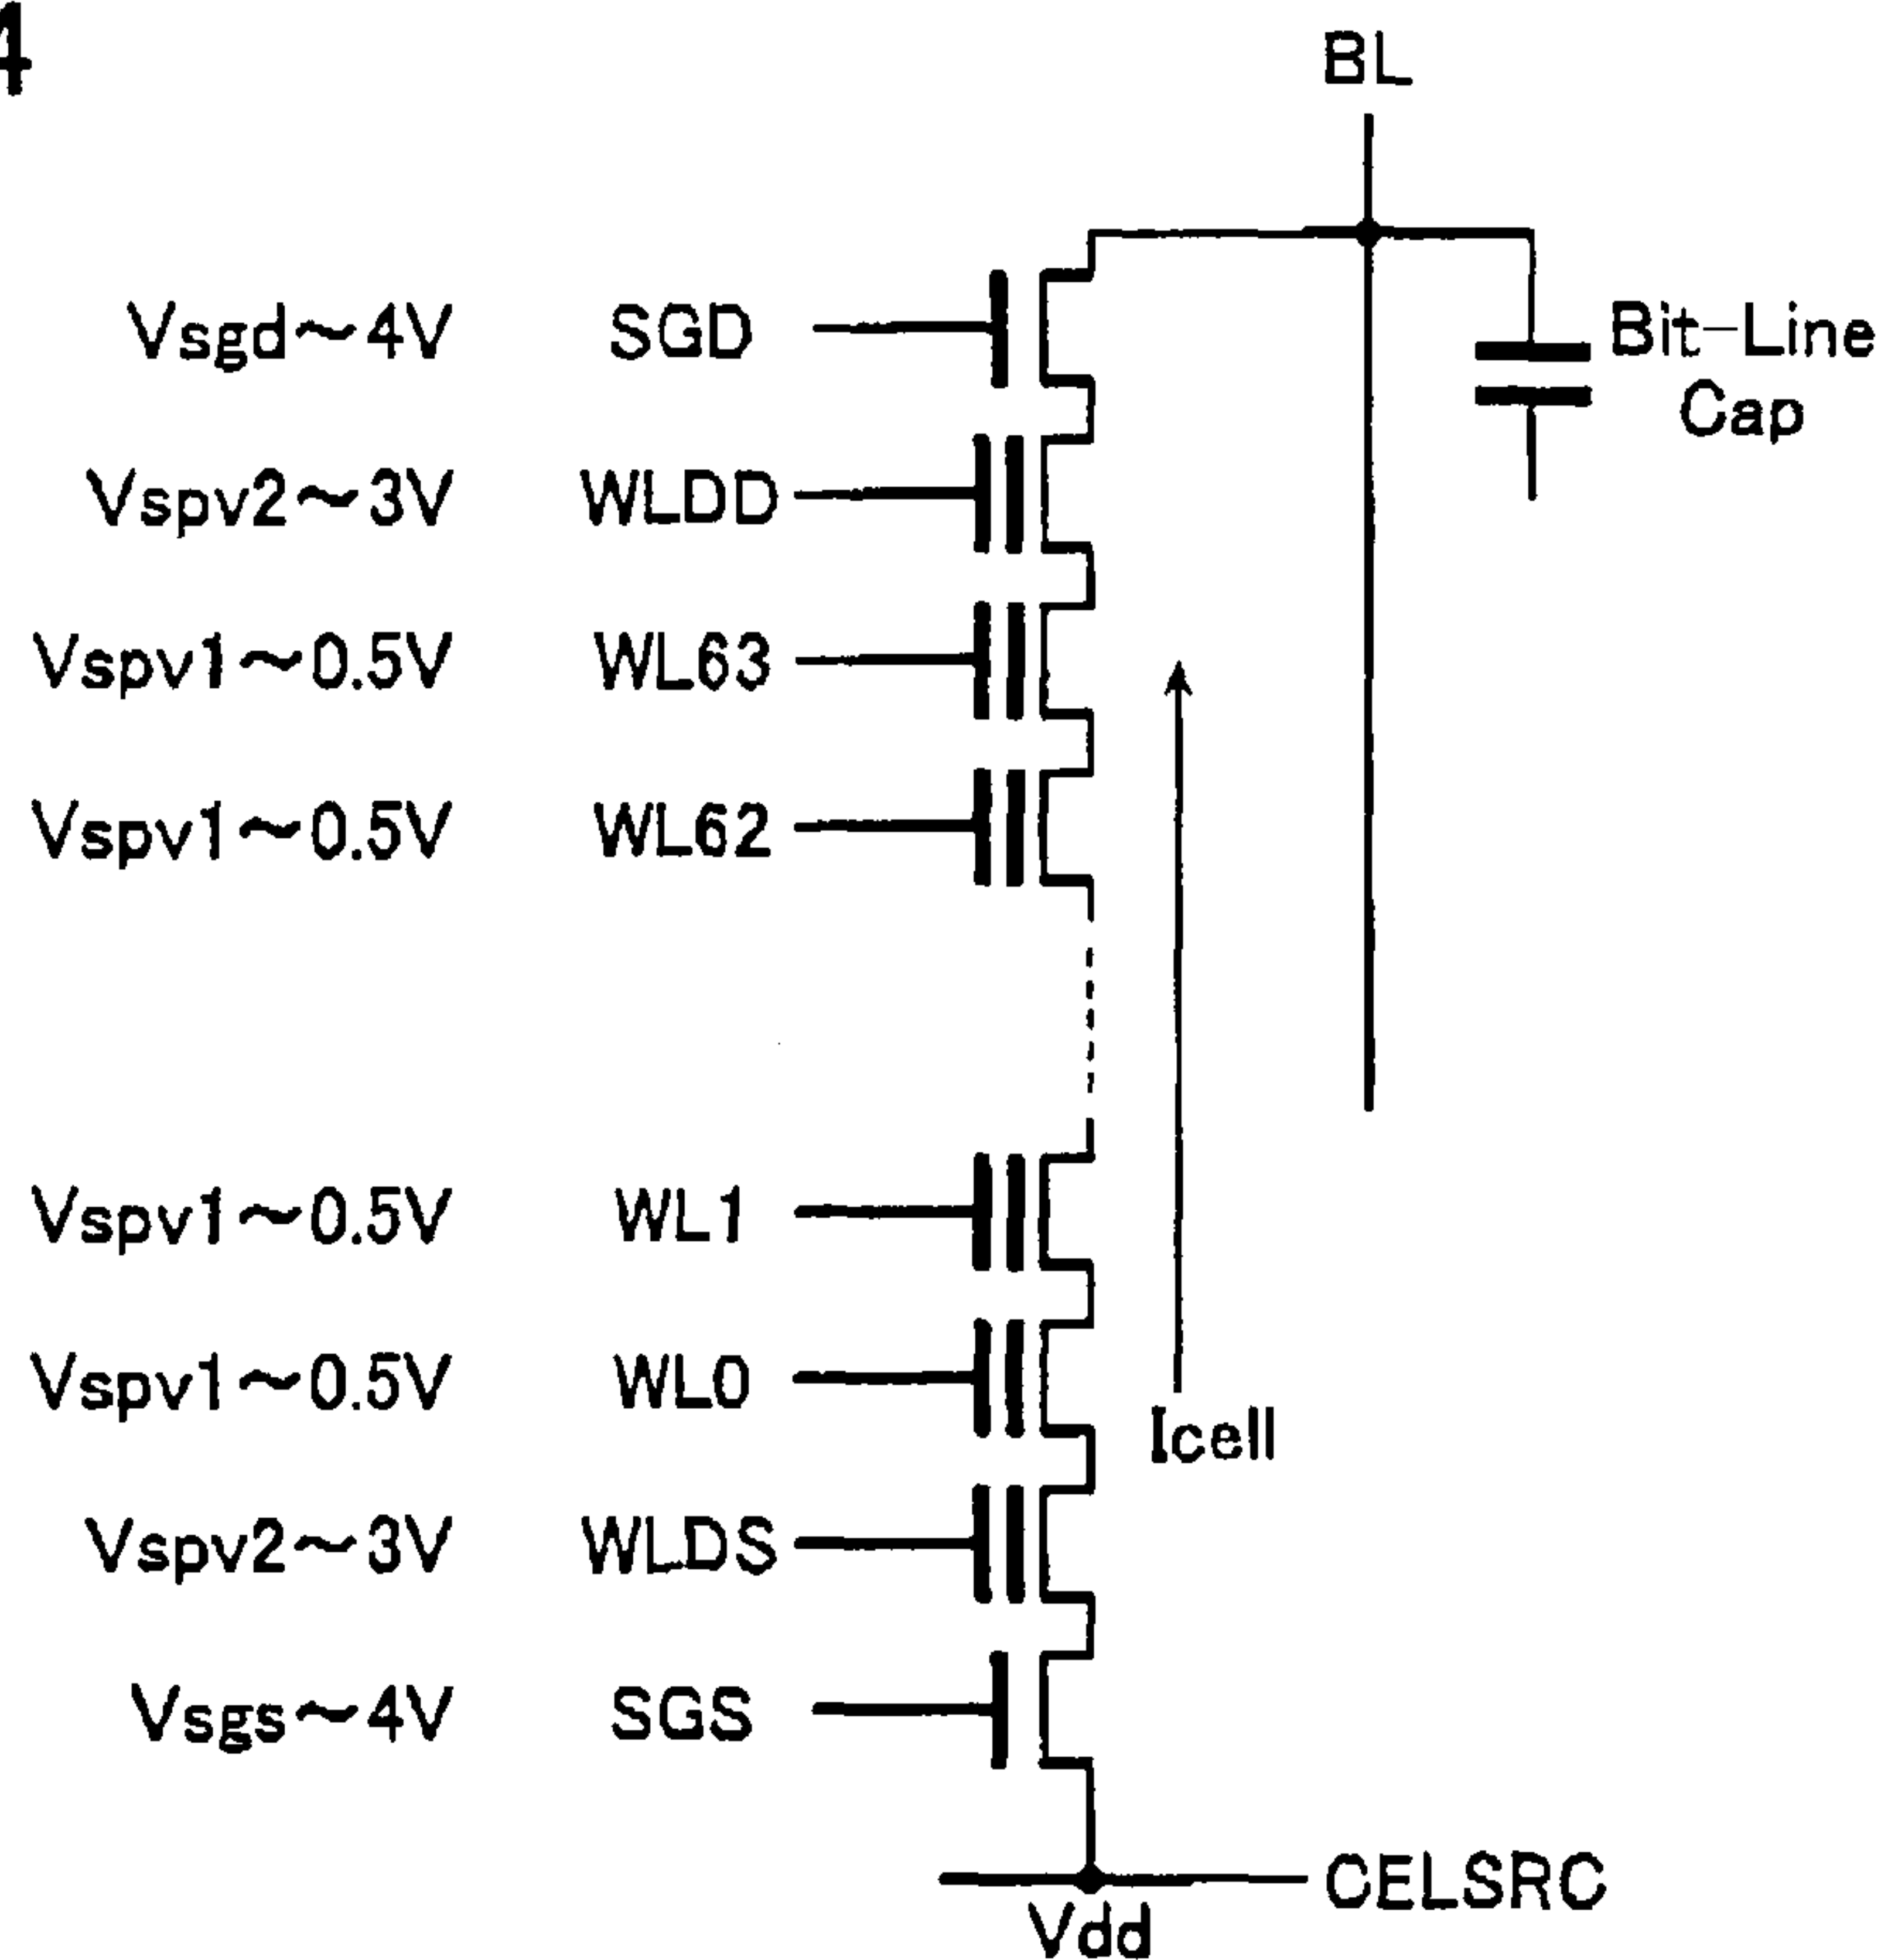 4
BL
Vsgd~4V SGD
Bit-Line
Cap
Vspv2~3V WLDD
Vspv1~0.5V WL63
Vspv1~0.5V WL62
Vspv1~0.5V WL1
Vspv1~0.5V WL0
Icell
Vspv2~3V WLDS
Vsgs~4V SGS
CELSRC
Vdd